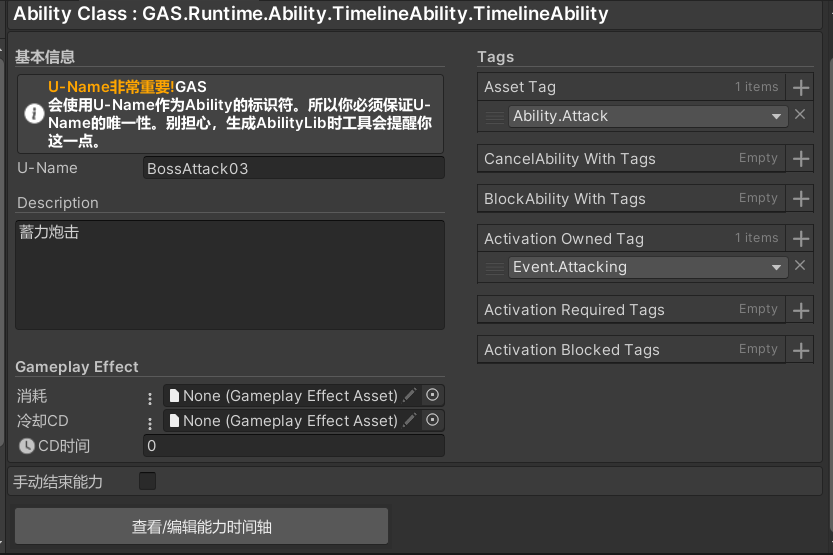 Ability Class : GAS.Runtime.Ability.TimelineAbility.TimelineAbility
基本信息
U-Name非常重要!GAS
会使用U-Name作为Ability的标识符。所以你必须保证U-
Name的唯一性。别担心，生成AbilityLib时工具会提醒你
这一点。
U-Name BossAttack03
Description
蓄力炮击
Gameplay Effect
消耗 None (Gameplay Effect Asset)
冷却CD None (Gameplay Effect Asset)
CD时间 0
Tags
Asset Tag 1 items
Ability.Attack
CancelAbility With Tags Empty
BlockAbility With Tags Empty
Activation Owned Tag 1 items
Event.Attacking
Activation Required Tags Empty
Activation Blocked Tags Empty
手动结束能力
查看/编辑能力时间轴